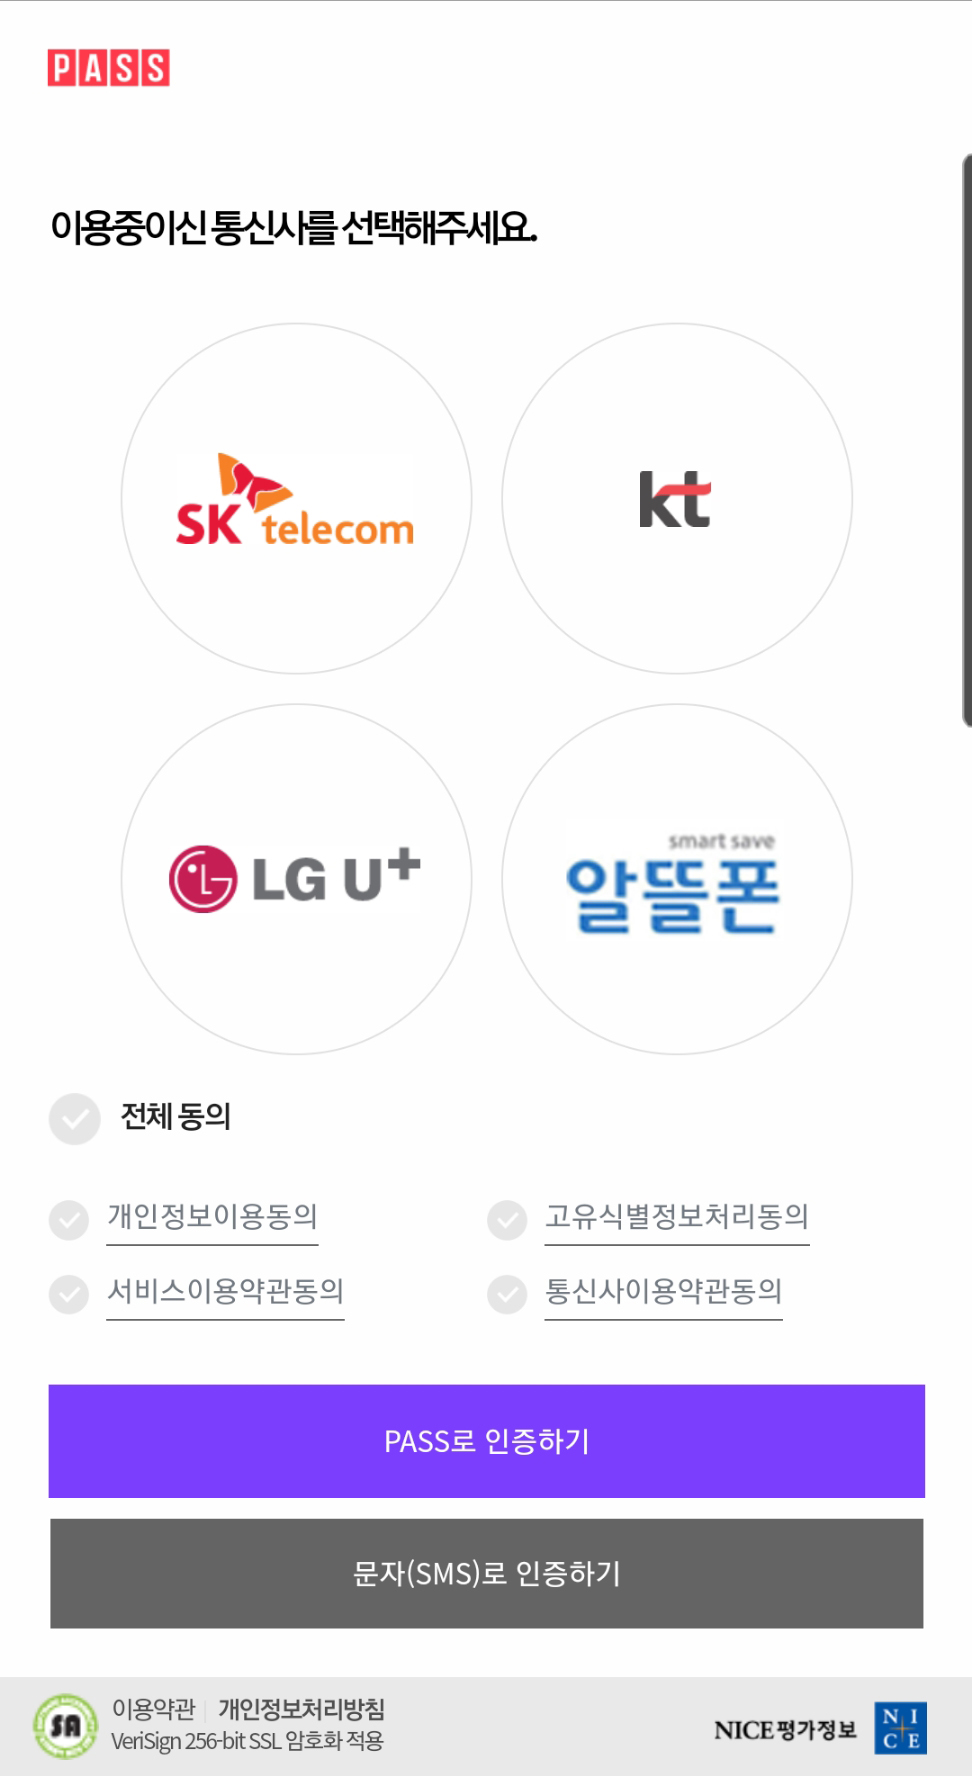 PASS
이용중이신 통신사를 선택해주세요.
SK telecom
kt
LG U+
smart save
알뜰폰
전체 동의
개인정보이용동의
고유식별정보처리동의
서비스이용약관동의
통신사이용약관동의
PASS로 인증하기
문자(SMS)로 인증하기
SA
이용약관 | 개인정보처리방침
VeriSign 256-bit SSL 암호화 적용
NICE평가정보
NICE